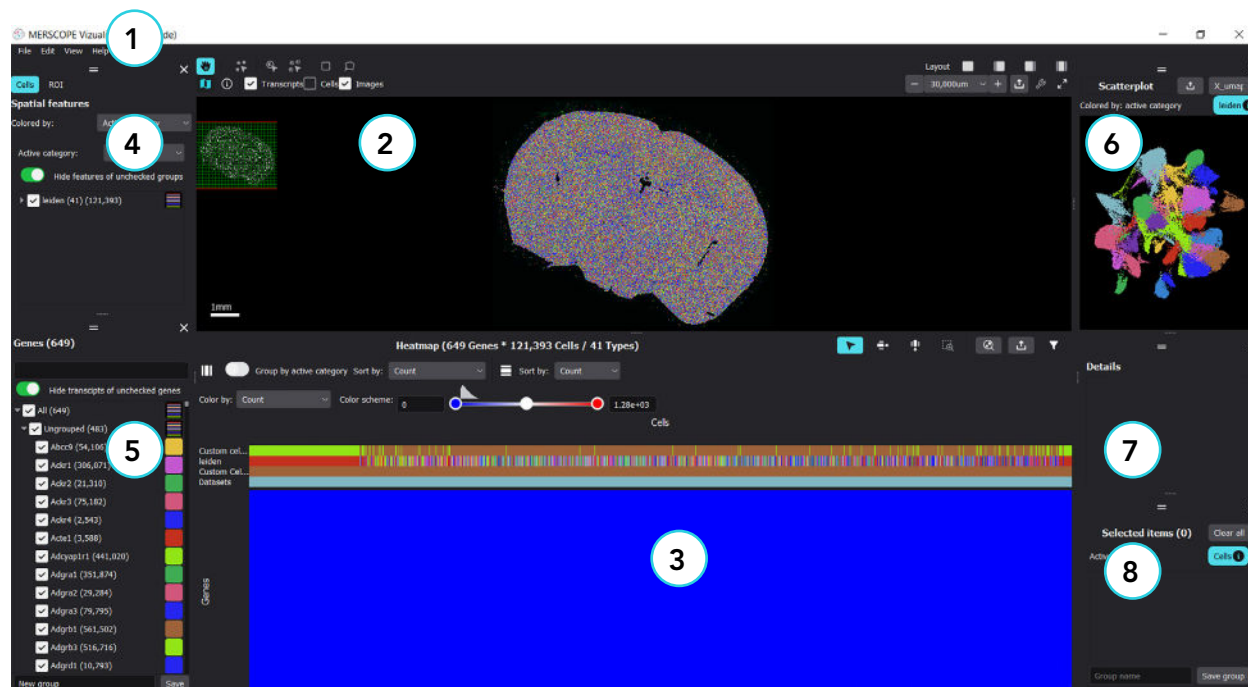 MERSCOPE Vizual
de)
1
File Edit View Help
Cells ROI
Spatial features
Colored by:
Active category:
4
Hide features of unchecked groups
leiden (41) (121,393)
Transcripts Cells Images
Layout
30,000um
2
1mm
Scatterplot
X_umap
Colored by: active category
leiden
6
Genes (649)
Hide transcipts of unchecked genes
All (649)
Ungrouped (483)
Abcc9 (54,106)
5
Ackr1 (306,071)
Ackr2 (21,310)
Ackr3 (75,182)
Ackr4 (2,543)
Acte1 (3,588)
Adcyap1r1 (441,020)
Adgra1 (351,874)
Adgra2 (29,284)
Adgra3 (79,795)
Adgrb1 (561,502)
Adgrb3 (516,716)
Adgrd1 (10,793)
New group Save
Heatmap (649 Genes * 121,393 Cells / 41 Types)
Group by active category Sort by: Count Sort by: Count
Color by: Count Color scheme: 0 1.28e+03
Cells
Custom cel...
leiden
Custom Cel...
Datasets
Genes
3
Details
7
Selected items (0) Clear all
Cells
8
Group name Save group